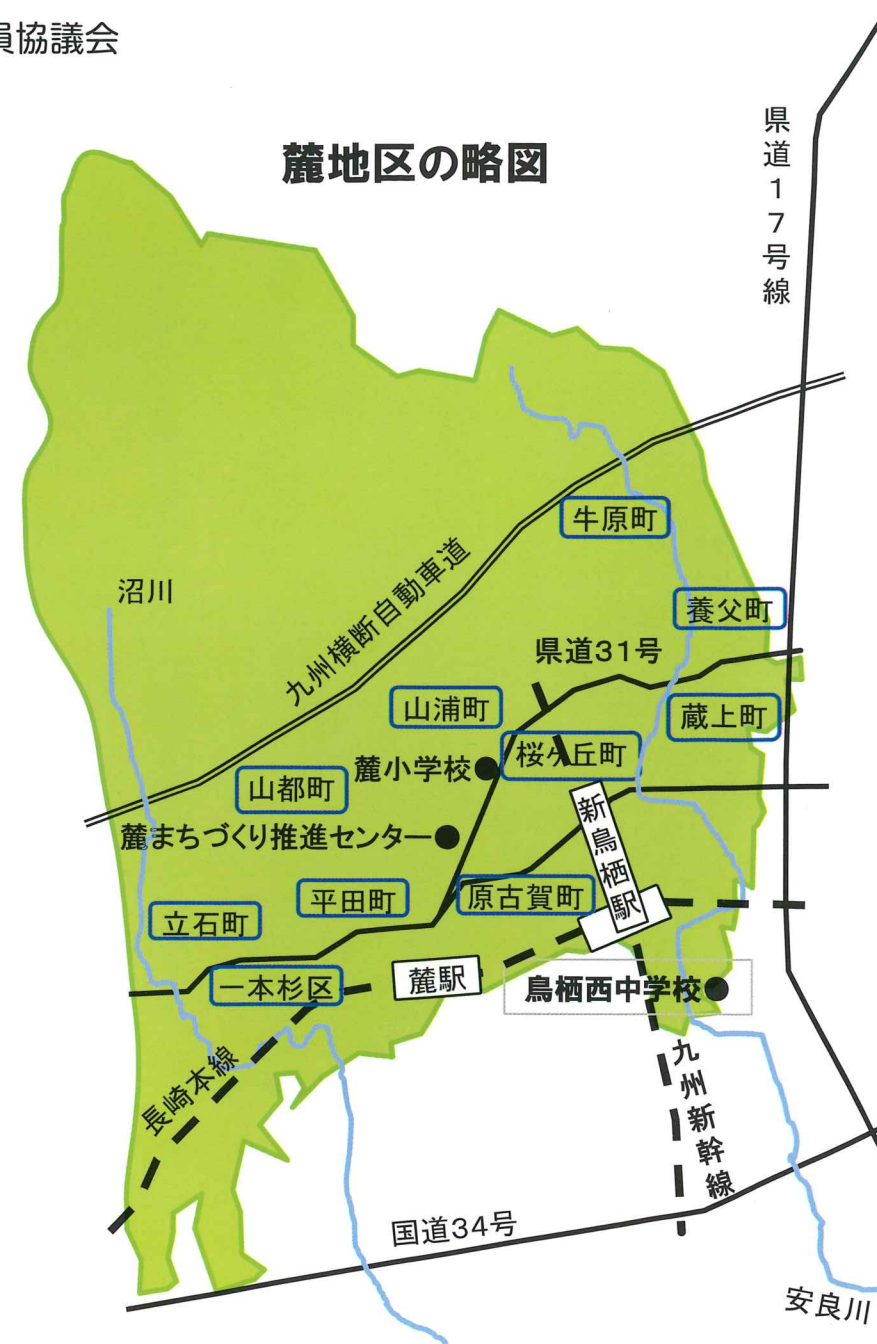 員協議会
麓地区の略図
県道17号線
牛原町
沼川
九州横断自動車道
養父町
県道31号
山浦町
蔵上町
桜ケ丘町
麓小学校
山都町
新鳥栖駅
麓まちづくり推進センター
平田町
原古賀町
立石町
麓駅
一本杉区
鳥栖西中学校
長崎本線
九州新幹線
国道34号
安良川